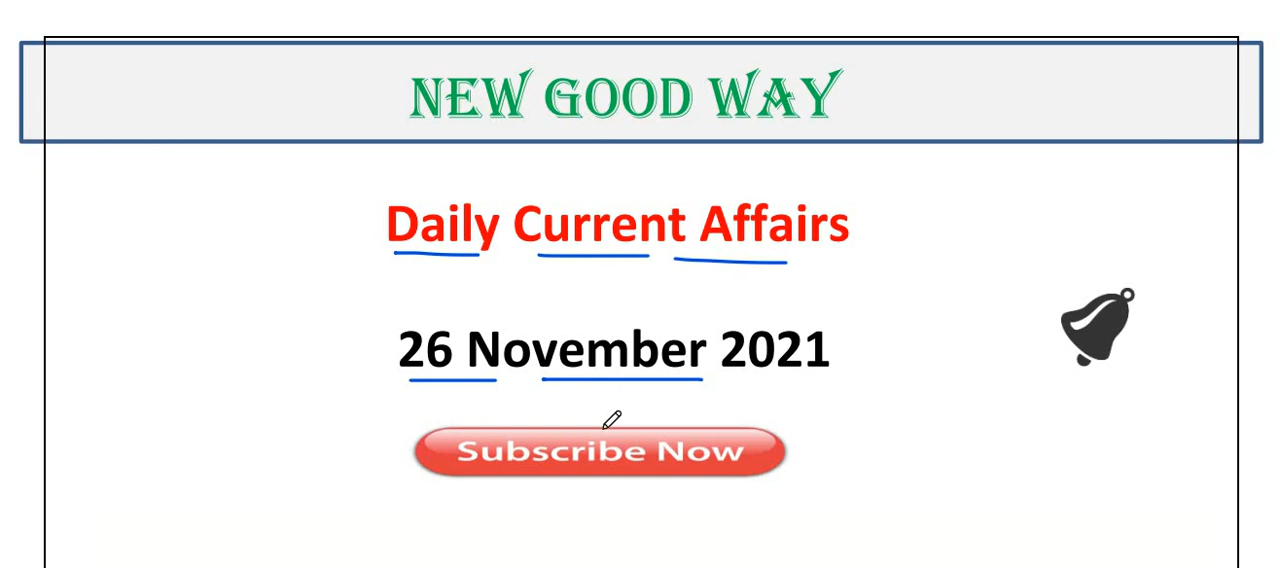 NEW GOOD WAY
Daily Current Affairs
26 November 2021
Subscribe Now